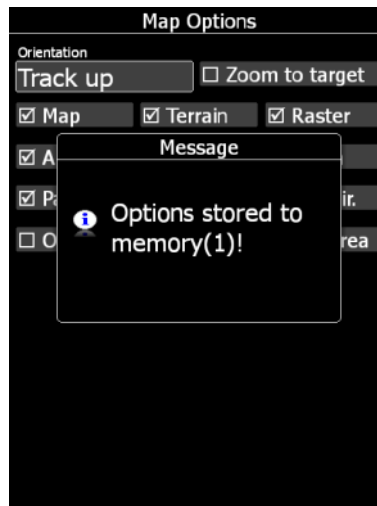 Map Options
Orientation
Track up
Zoom to target
Map
Terrain
Raster
Message
Options stored to
memory(1)!
ir.
rea